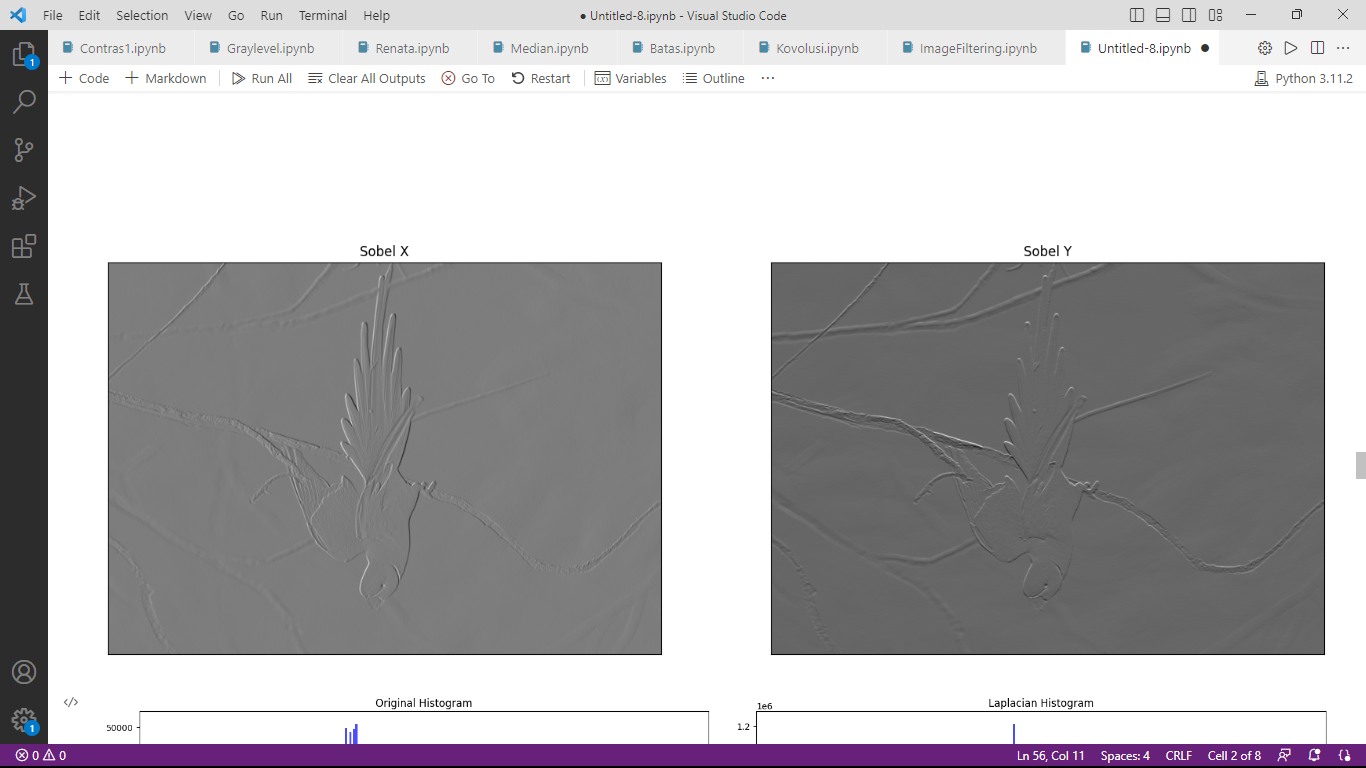 File Edit Selection View Go Run Terminal Help
● Untitled-8.ipynb - Visual Studio Code
Contras1.ipynb Graylevel.ipynb Renata.ipynb Median.ipynb Batas.ipynb Kovolusi.ipynb ImageFiltering.ipynb Untitled-8.ipynb ●
1
+ Code + Markdown Run All Clear All Outputs Go To Restart Variables Outline ··· Python 3.11.2
Sobel X
Sobel Y
Original Histogram
50000
Laplacian Histogram
1e6
1.2
1
0 0
Ln 56, Col 11 Spaces: 4 CRLF Cell 2 of 8